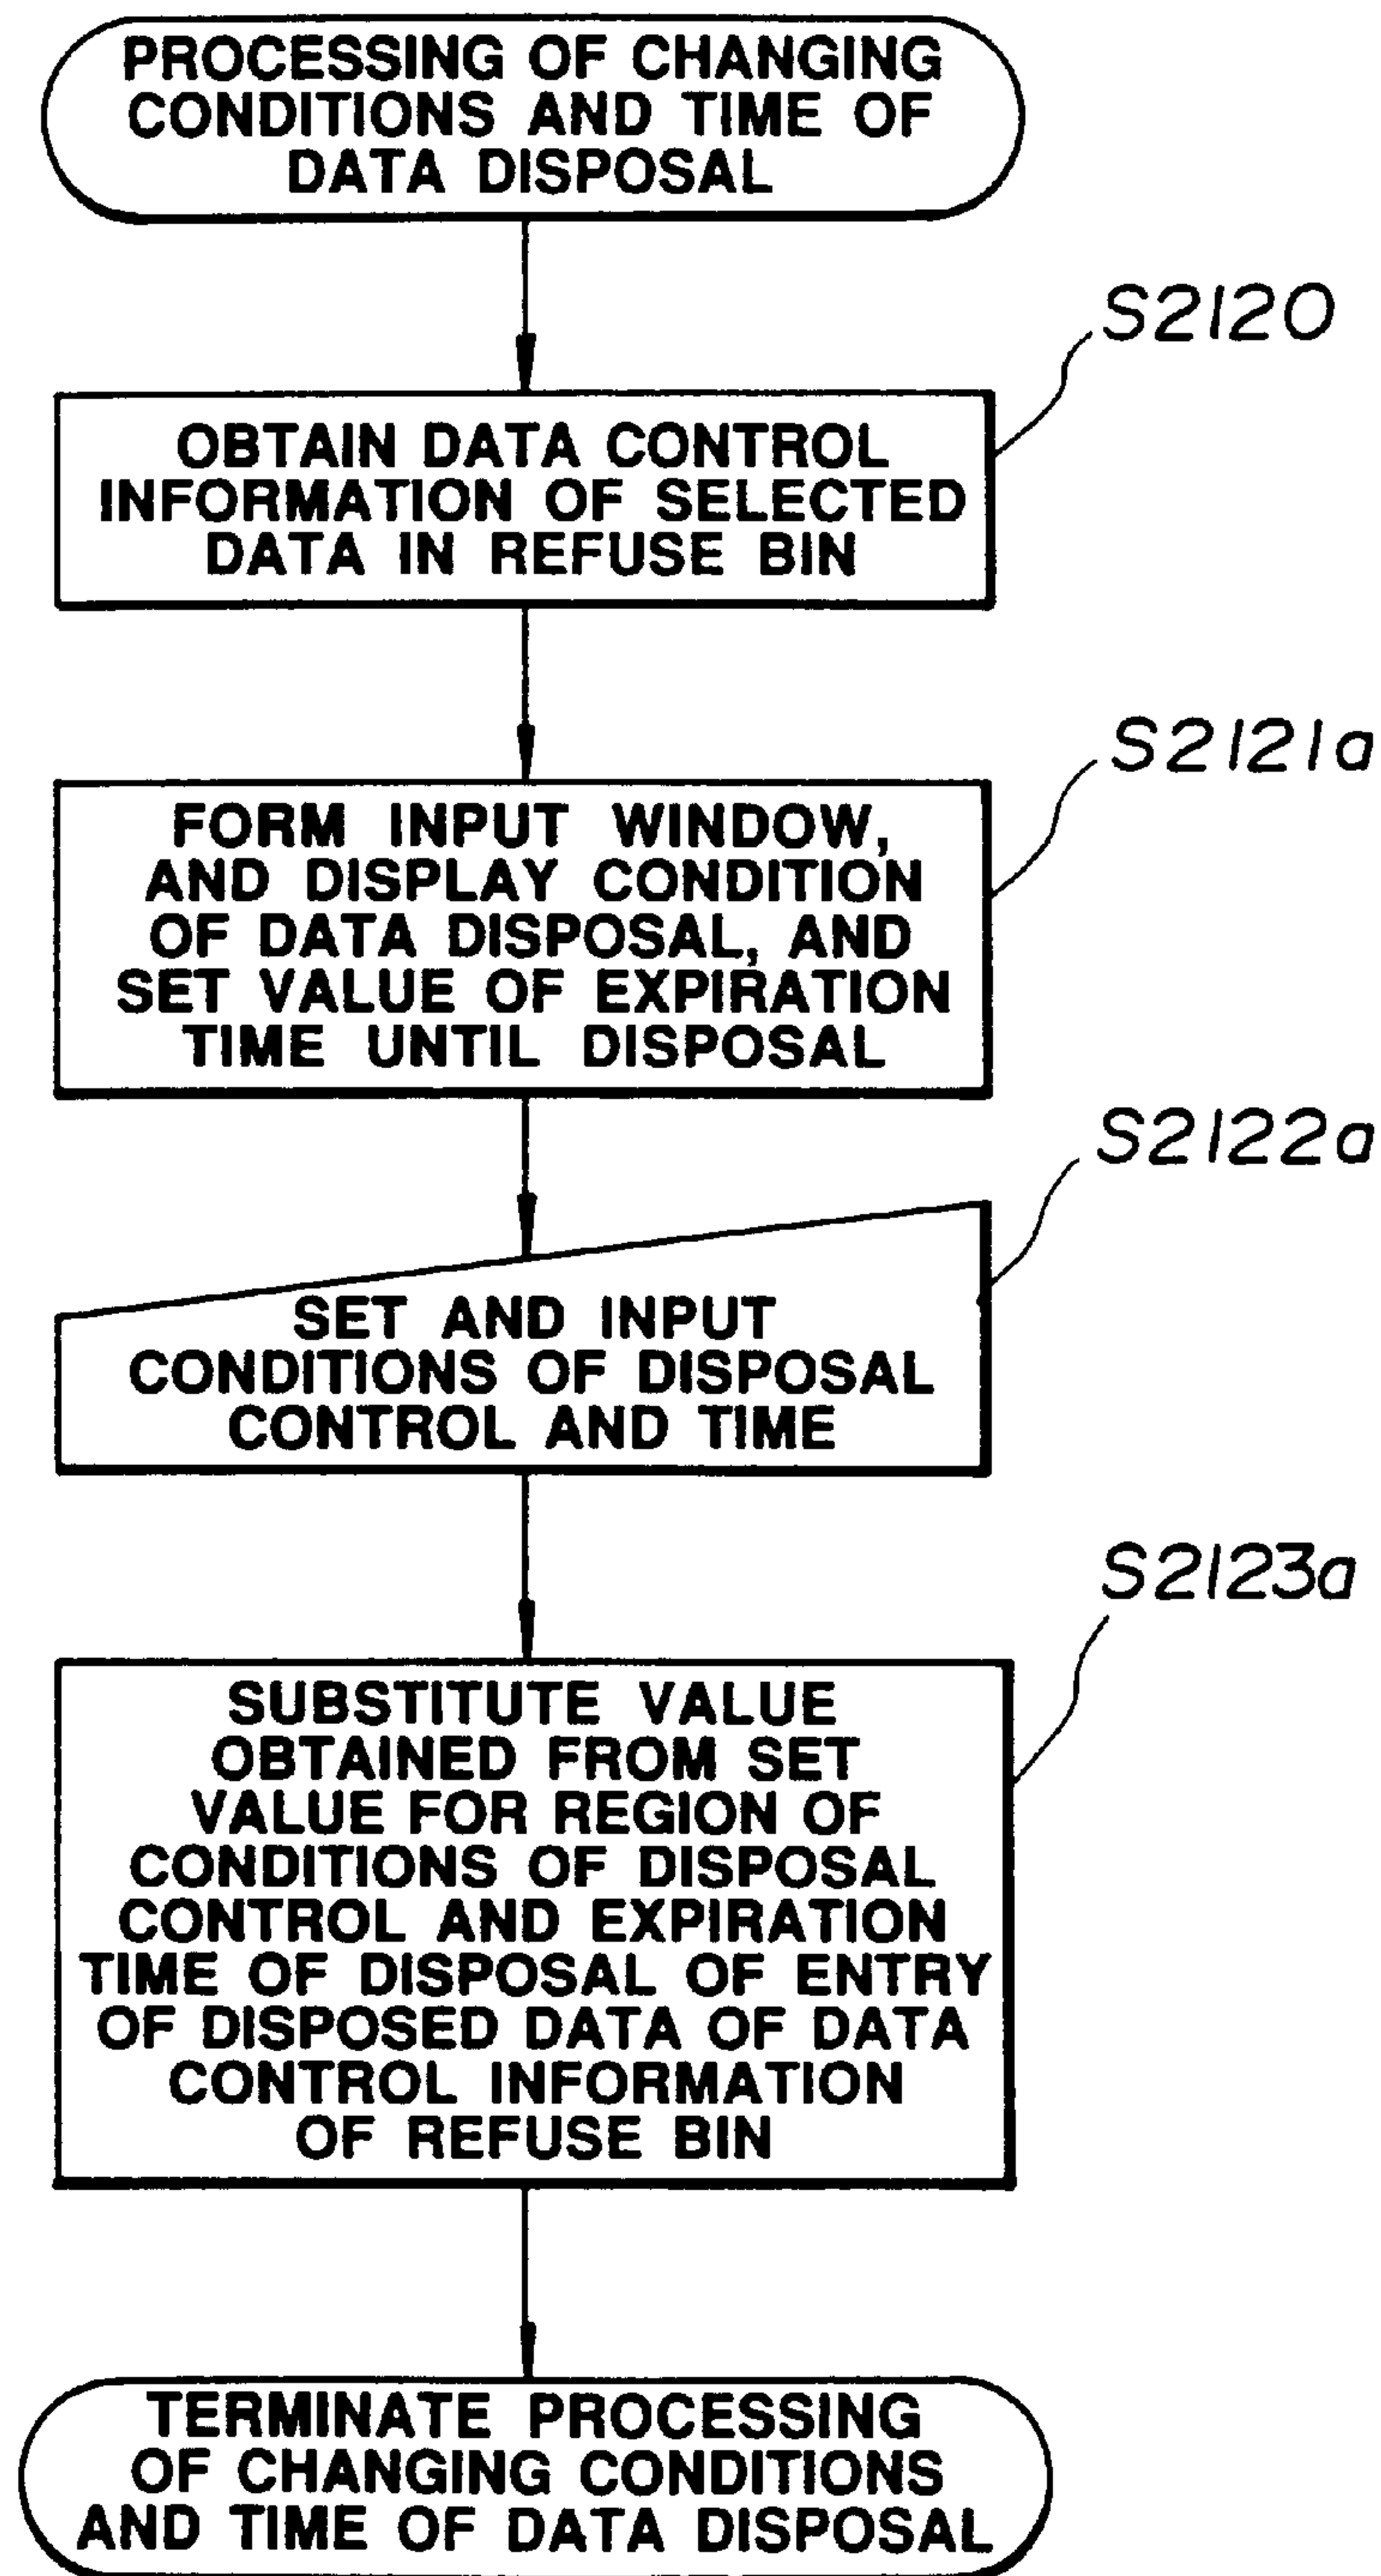 PROCESSING OF CHANGING
CONDITIONS AND TIME OF
DATA DISPOSAL
S2120
OBTAIN DATA CONTROL
INFORMATION OF SELECTED
DATA IN REFUSE BIN
S2121a
FORM INPUT WINDOW,
AND DISPLAY CONDITION
OF DATA DISPOSAL, AND
SET VALUE OF EXPIRATION
TIME UNTIL DISPOSAL
S2122a
SET AND INPUT
CONDITIONS OF DISPOSAL
CONTROL AND TIME
S2123a
SUBSTITUTE VALUE
OBTAINED FROM SET
VALUE FOR REGION OF
CONDITIONS OF DISPOSAL
CONTROL AND EXPIRATION
TIME OF DISPOSAL OF ENTRY
OF DISPOSED DATA OF DATA
CONTROL INFORMATION
OF REFUSE BIN
TERMINATE PROCESSING
OF CHANGING CONDITIONS
AND TIME OF DATA DISPOSAL